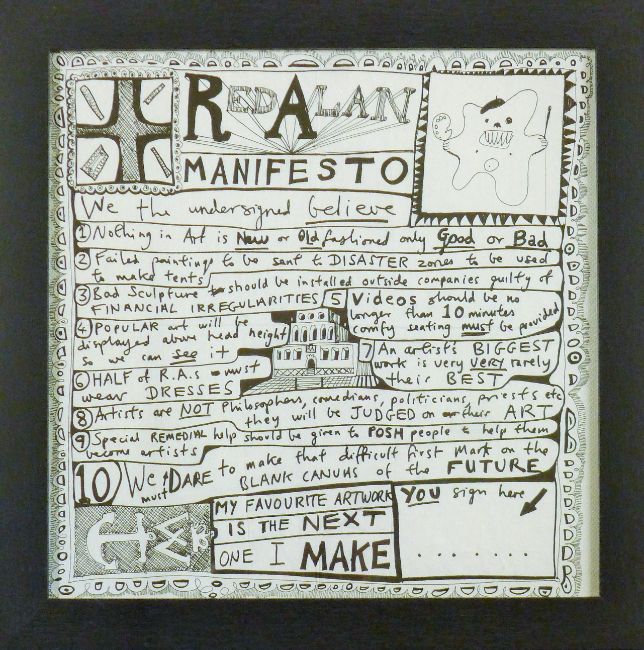 RED ALAN
MANIFESTO
We the undersigned believe
1 Nothing in Art is New or Old fashioned only Good or Bad
2 Failed paintings to be sent to DISASTER zones to be used
to make tents
3 Bad Sculpture should be installed outside companies guilty of
FINANCIAL IRREGULARITIES
4 POPULAR art will be
displayed above head height
so we can see it
5 Videos should be no
longer than 10 minutes
comfy seating must be provided
6 HALF of R.A.s must
wear DRESSES
7 An artist's BIGGEST
work is very very rarely
their BEST
8 Artists are NOT Philosophers, comedians, politicians, priests etc
they will be JUDGED on their ART
9 Special REMEDIAL help should be given to POSH people to help them
become artists
10 We must DARE to make that difficult first mark on the
BLANK CANVAS of the FUTURE
MY FAVOURITE ARTWORK
IS THE NEXT
ONE I MAKE
YOU sign here
. . . . . . . .